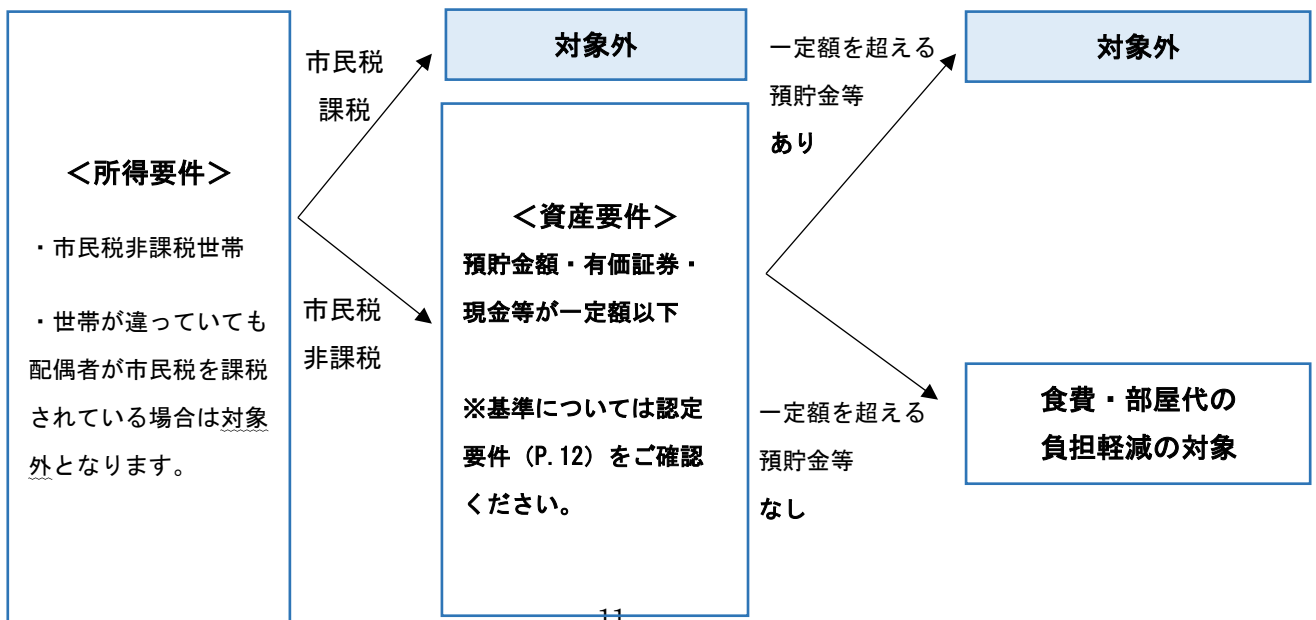 ＜所得要件＞
・市民税非課税世帯
・世帯が違っていても
配偶者が市民税を課税
されている場合は対象
外となります。
市民税
課税
市民税
非課税
対象外
＜資産要件＞
預貯金額・有価証券・
現金等が一定額以下
※基準については認定
要件（P.12）をご確認
ください。
一定額を超える
預貯金等
あり
一定額を超える
預貯金等
なし
対象外
食費・部屋代の
負担軽減の対象
11